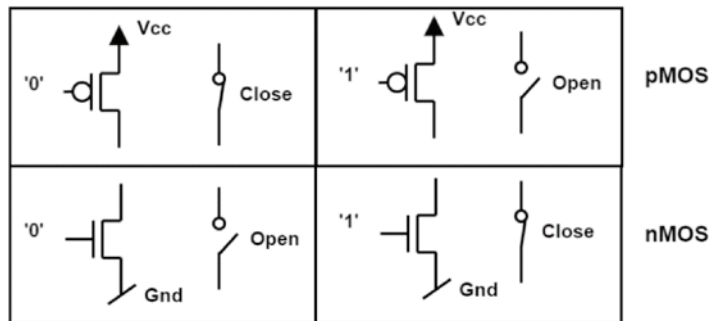 Vcc
'0'
Close
Vcc
'1'
Open
pMOS
'0'
Open
Gnd
'1'
Close
Gnd
nMOS